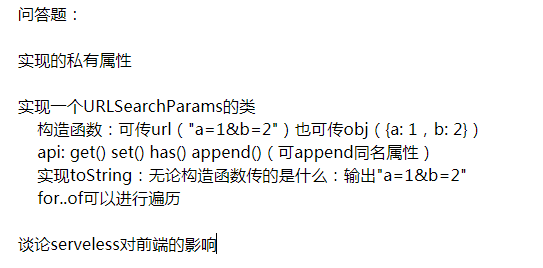 问答题：
实现的私有属性
实现一个URLSearchParams的类
构造函数：可传url（"a=1&b=2"）也可传obj（{a: 1，b: 2}）
api: get() set() has() append()（可append同名属性）
实现toString：无论构造函数传的是什么：输出"a=1&b=2"
for..of可以进行遍历
谈论serveless对前端的影响